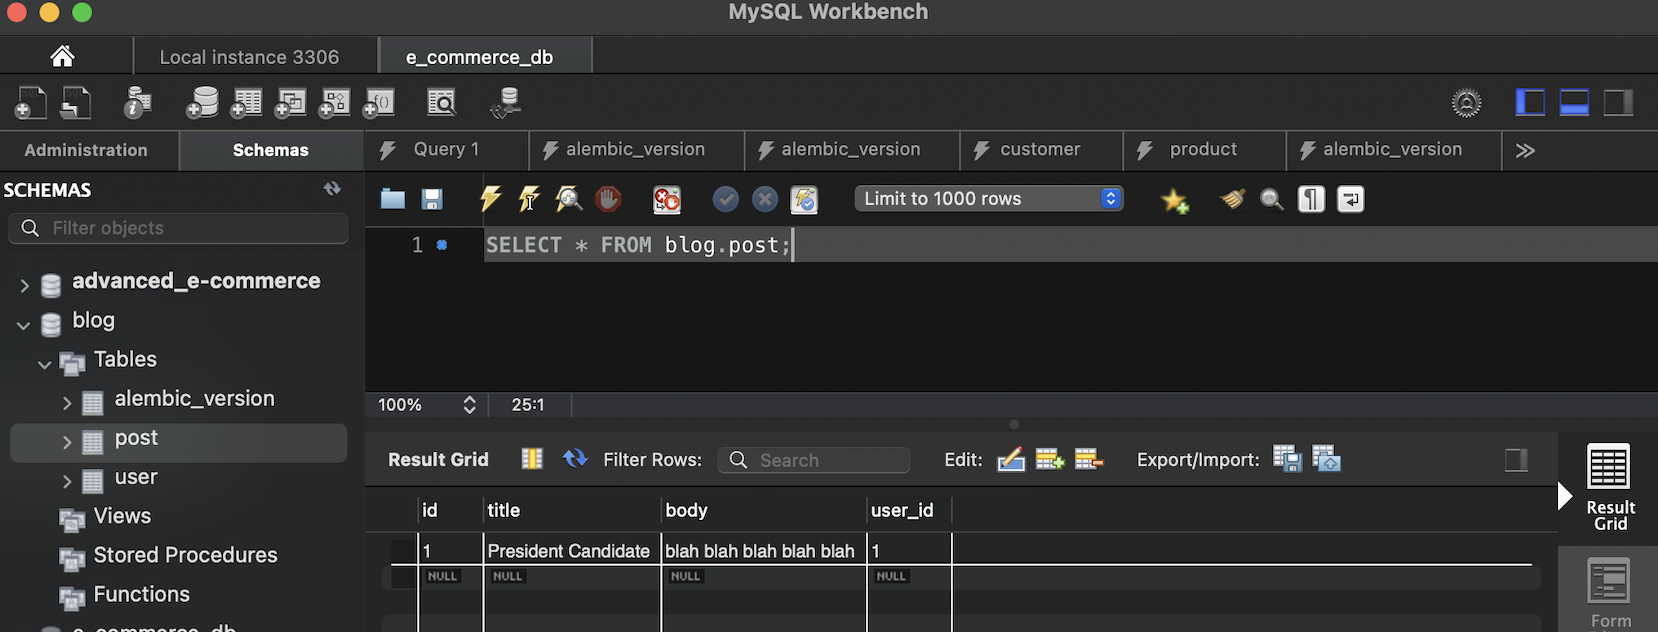 MySQL Workbench
Local instance 3306
e_commerce_db
Administration
Schemas
Query 1
alembic_version
alembic_version
customer
product
alembic_version
SCHEMAS
Filter objects
Limit to 1000 rows
1
SELECT * FROM blog.post;
advanced_e-commerce
blog
Tables
alembic_version
post
user
Views
Stored Procedures
Functions
e_commerce_db
100%
25:1
Result Grid
Filter Rows:
Search
Edit:
Export/Import:
id title body user_id
1 President Candidate blah blah blah blah blah 1
NULL NULL NULL NULL
Result
Grid
Form